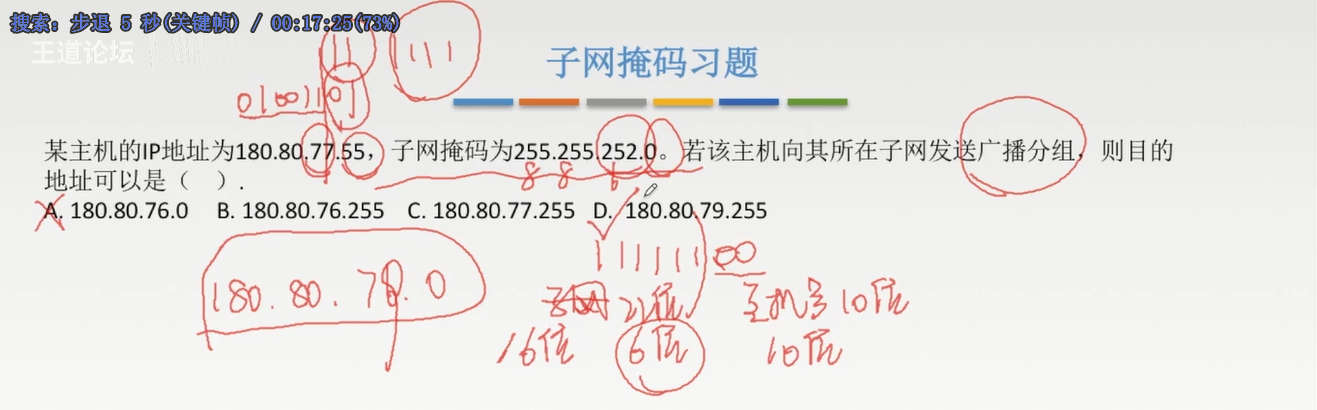 搜索: 步退 5 秒(关键帧) / 00:17:25(73%)
王道论坛
11 111
子网掩码习题
01001101
某主机的IP地址为180.80.77.55，子网掩码为255.255.252.0。若该主机向其所在子网发送广播分组，则目的
地址可以是（ ）.
8 8 6
A. 180.80.76.0 B. 180.80.76.255 C. 180.80.77.255 D. 180.80.79.255
111111 00
180.80.76.0
22位 主机号10位
16位 6位 10位